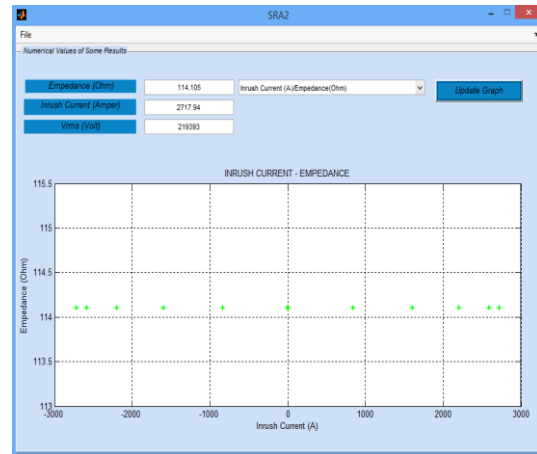 SRA2
File
Numerical Values of Some Results
Empedance (Ohm) 114.105 Inrush Current (A)/Empedance(Ohm) Update Graph
Inrush Current (Amper) 2717.94
Vrms (Volt) 219393
INRUSH CURRENT - EMPEDANCE
115.5
115
114.5
114
113.5
113
Empedance (Ohm)
-3000 -2000 -1000 0 1000 2000 3000
Inrush Current (A)